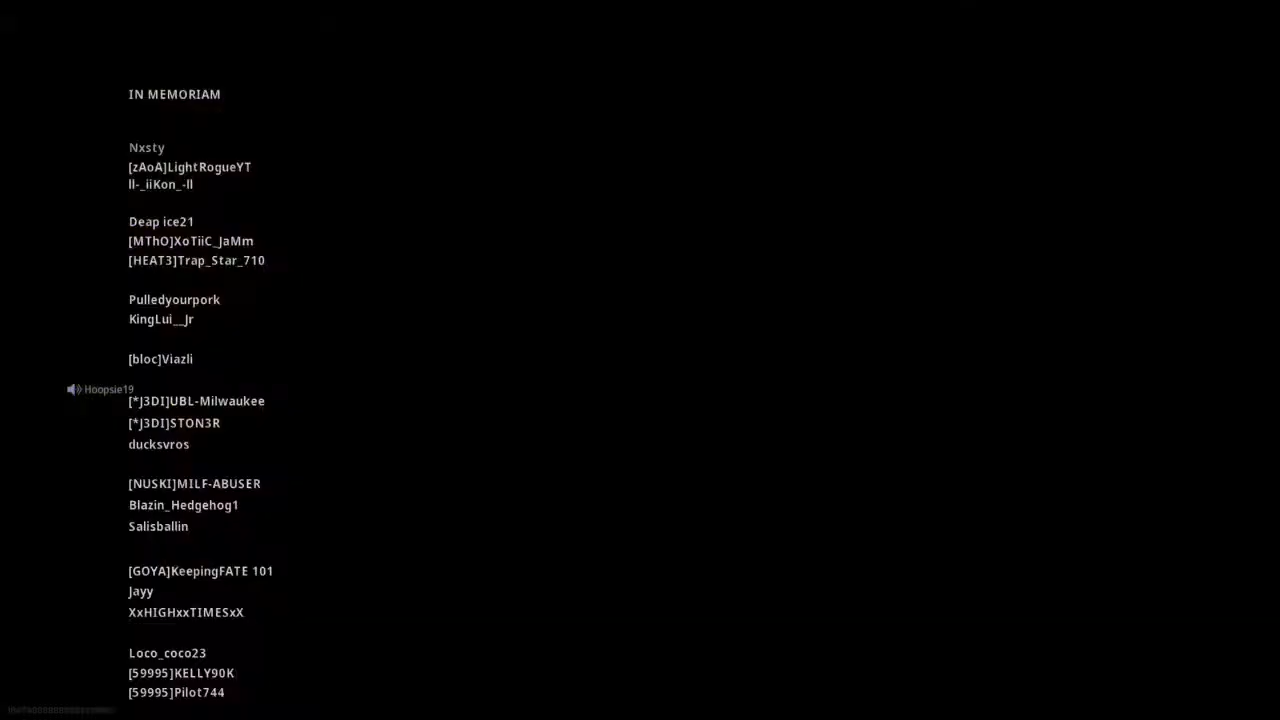 IN MEMORIAM
Nxsty
[zAoA]LightRogueYT
ll-_iiKon_-ll
Deap ice21
[MThO]XoTiiC_JaMm
[HEAT3]Trap_Star_710
Pulledyourpork
KingLui__Jr
[bloc]Viazli
Hoopsie19
[*J3DI]UBL-Milwaukee
[*J3DI]STON3R
ducksvros
[NUSKI]MILF-ABUSER
Blazin_Hedgehog1
Salisballin
[GOYA]KeepingFATE 101
Jayy
XxHIGHxxTIMESxX
Loco_coco23
[59995]KELLY90K
[59995]Pilot744